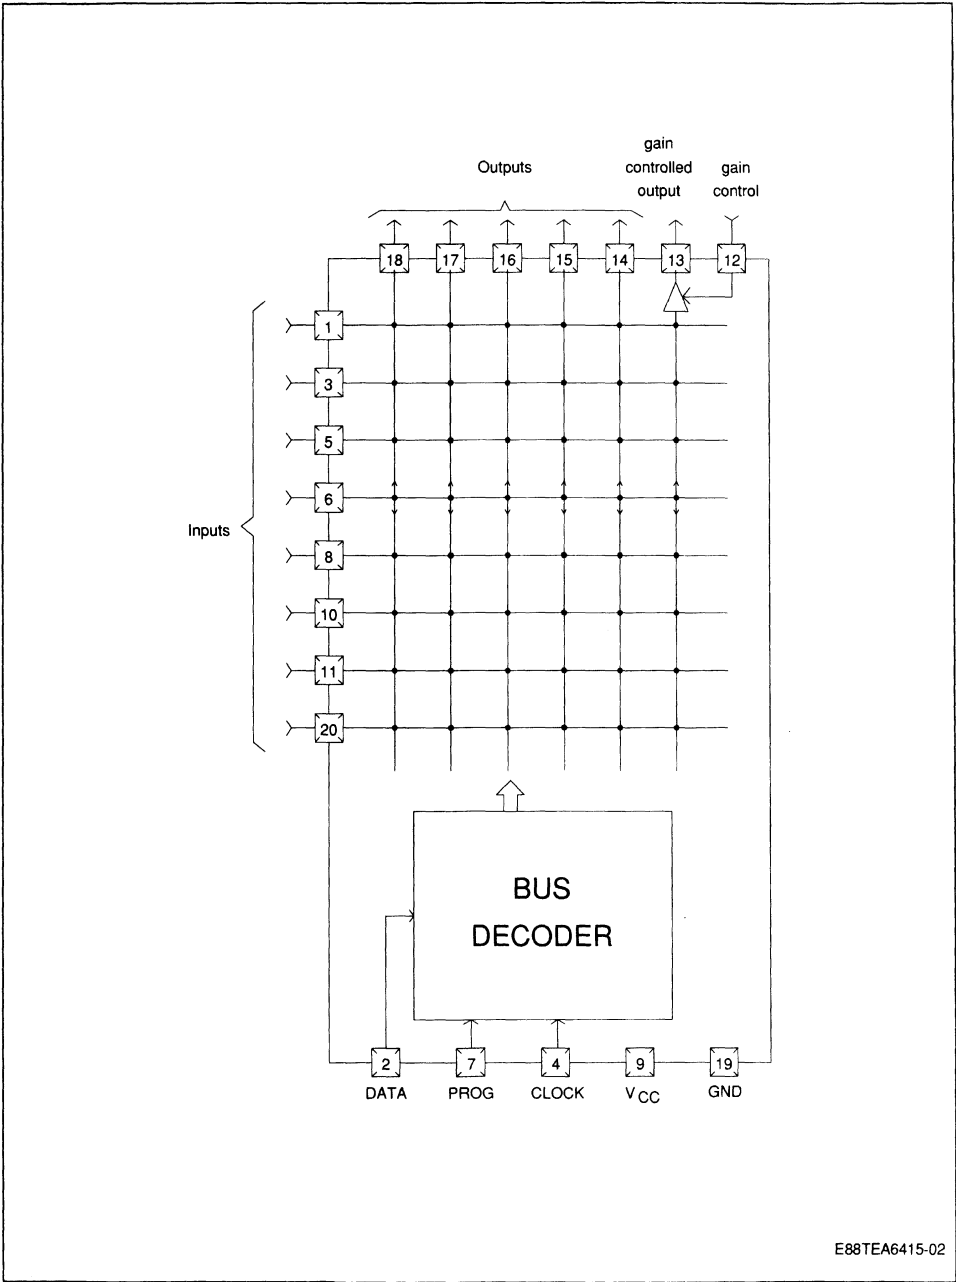 gain
controlled
output
gain
control
Outputs
18
17
16
15
14
13
12
Inputs
1
3
5
6
8
10
11
20
BUS
DECODER
2
7
4
9
19
DATA
PROG
CLOCK
VCC
GND
E88TEA6415-02